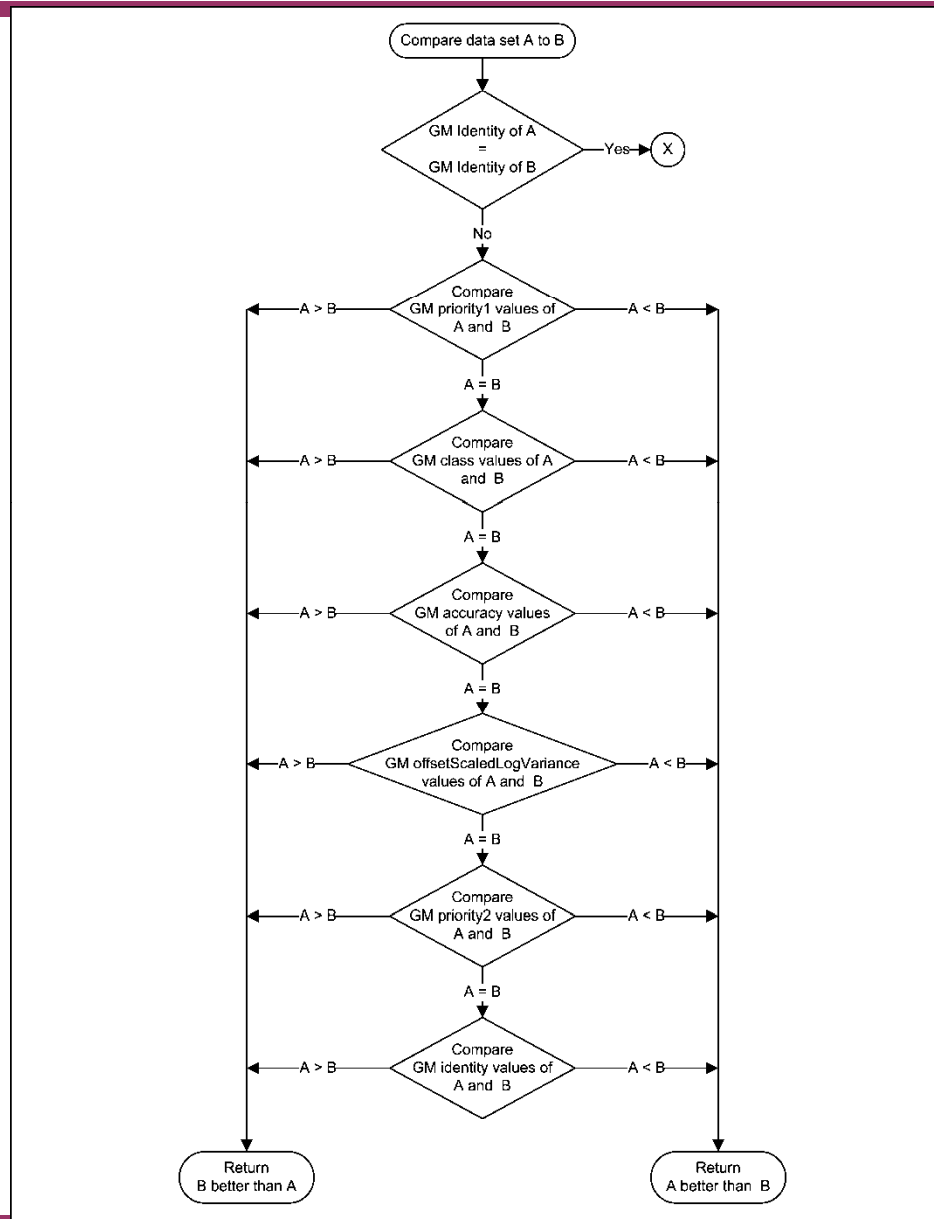 Compare data set A to B
GM Identity of A
=
GM Identity of B
Yes
X
No
Compare
GM priority1 values of
A and B
A > B
A < B
A = B
Compare
GM class values of A
and B
A > B
A < B
A = B
Compare
GM accuracy values
of A and B
A > B
A < B
A = B
Compare
GM offsetScaledLogVariance
values of A and B
A > B
A < B
A = B
Compare
GM priority2 values of
A and B
A > B
A < B
A = B
Compare
GM identity values of
A and B
A > B
A < B
Return
B better than A
Return
A better than B